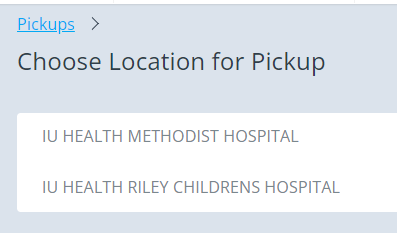 Pickups >
Choose Location for Pickup
IU HEALTH METHODIST HOSPITAL
IU HEALTH RILEY CHILDRENS HOSPITAL